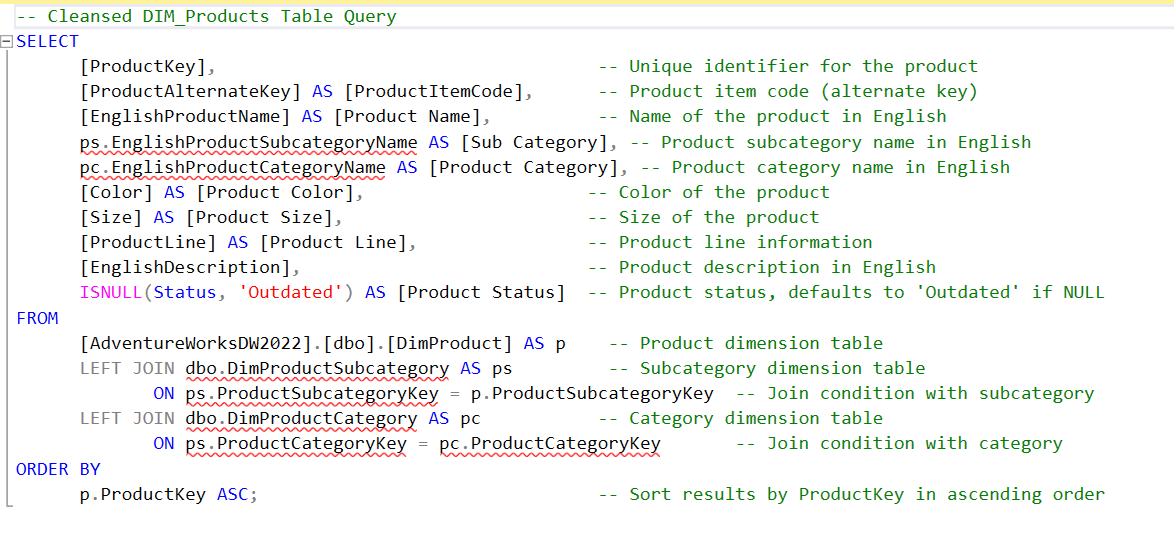 -- Cleansed DIM_Products Table Query
SELECT
[ProductKey], -- Unique identifier for the product
[ProductAlternateKey] AS [ProductItemCode], -- Product item code (alternate key)
[EnglishProductName] AS [Product Name], -- Name of the product in English
ps.EnglishProductSubcategoryName AS [Sub Category], -- Product subcategory name in English
pc.EnglishProductCategoryName AS [Product Category], -- Product category name in English
[Color] AS [Product Color], -- Color of the product
[Size] AS [Product Size], -- Size of the product
[ProductLine] AS [Product Line], -- Product line information
[EnglishDescription], -- Product description in English
ISNULL(Status, 'Outdated') AS [Product Status] -- Product status, defaults to 'Outdated' if NULL
FROM
[AdventureWorksDW2022].[dbo].[DimProduct] AS p -- Product dimension table
LEFT JOIN dbo.DimProductSubcategory AS ps -- Subcategory dimension table
ON ps.ProductSubcategoryKey = p.ProductSubcategoryKey -- Join condition with subcategory
LEFT JOIN dbo.DimProductCategory AS pc -- Category dimension table
ON ps.ProductCategoryKey = pc.ProductCategoryKey -- Join condition with category
ORDER BY
p.ProductKey ASC; -- Sort results by ProductKey in ascending order